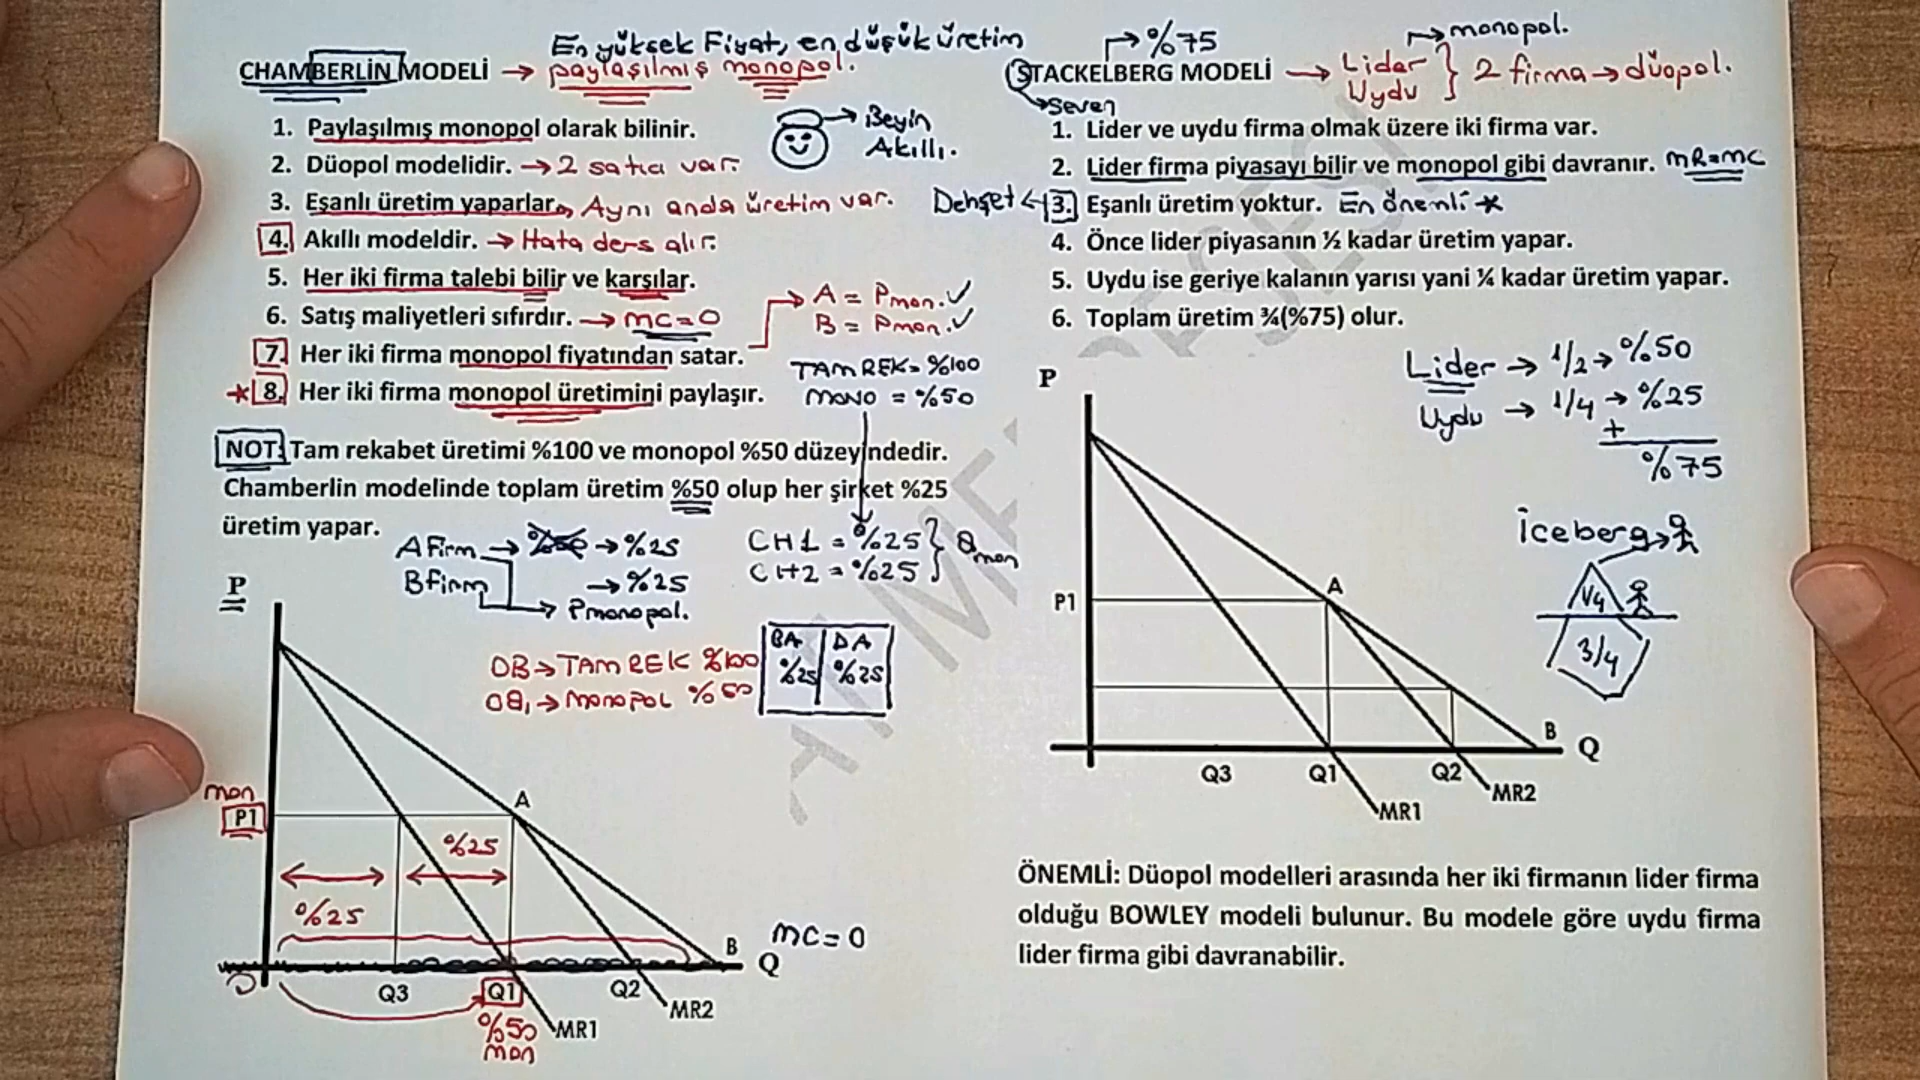 En yüksek Fiyat, en düşük üretim
CHAMBERLİN MODELİ → paylaşılmış monopol.
Beyin
Akıllı.
1. Paylaşılmış monopol olarak bilinir.
2. Düopol modelidir. → 2 satıcı var.
3. Eşanlı üretim yaparlar. → Aynı anda üretim var.
4. Akıllı modeldir. → Hata ders alır.
5. Her iki firma talebi bilir ve karşılar.
6. Satış maliyetleri sıfırdır. → MC=0
→ A = Pmon. ✓
B = Pmon. ✓
7. Her iki firma monopol fiyatından satar.
* 8. Her iki firma monopol üretimini paylaşır.
TAM REK = %100
MONO = %50
NOT: Tam rekabet üretimi %100 ve monopol %50 düzeyindedir.
Chamberlin modelinde toplam üretim %50 olup her şirket %25
üretim yapar.
A Firm → → %25
B firm → %25
→ Pmonopol.
CH1 = %25 } Qmon
CH2 = %25
OB → TAM REK %100
OB, → monopol %50
BA DA
%25 %25
P
A
mon
P1
%25
%25
B
MC=0
O
Q3
Q1
Q2
Q
%50
mon
MR1
MR2
→ %75
→ monopol.
STACKELBERG MODELİ → Lider
Uydu } 2 firma → düopol.
→ Seven
1. Lider ve uydu firma olmak üzere iki firma var.
2. Lider firma piyasayı bilir ve monopol gibi davranır. MR=MC
Dehşet ← 3. Eşanlı üretim yoktur. En önemli *
4. Önce lider piyasanın ½ kadar üretim yapar.
5. Uydu ise geriye kalanın yarısı yani ¼ kadar üretim yapar.
6. Toplam üretim ¾(%75) olur.
Lider → 1/2 → %50
Uydu → 1/4 → %25
+
%75
iceberg →
1/4
3/4
P
A
P1
B
Q
Q3
Q1
Q2
MR1
MR2
ÖNEMLİ: Düopol modelleri arasında her iki firmanın lider firma
olduğu BOWLEY modeli bulunur. Bu modele göre uydu firma
lider firma gibi davranabilir.